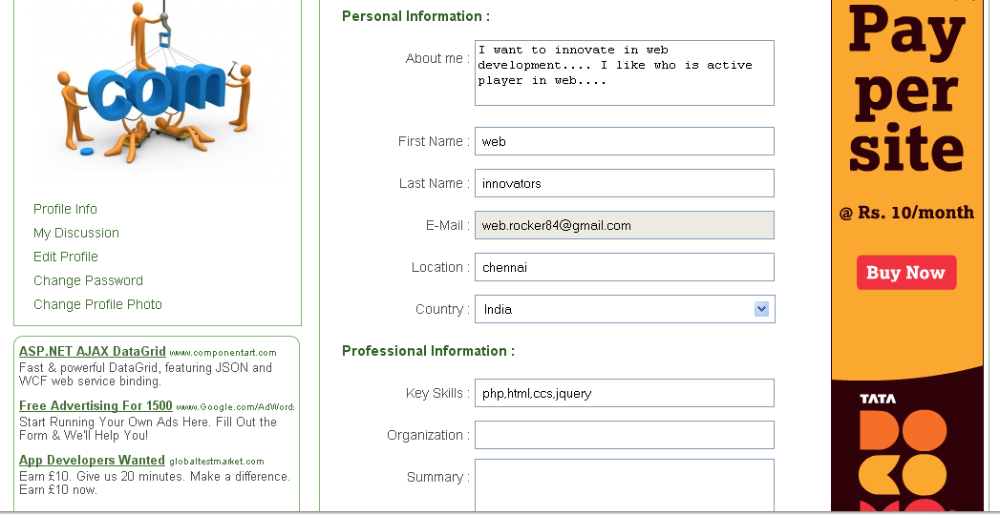 com
Profile Info
My Discussion
Edit Profile
Change Password
Change Profile Photo
ASP.NET AJAX DataGrid www.componentart.com
Fast & powerful DataGrid, featuring JSON and
WCF web service binding.
Free Advertising For 1500 www.Google.com/AdWord:
Start Running Your Own Ads Here. Fill Out the
Form & We'll Help You!
App Developers Wanted globaltestmarket.com
Earn £10. Give us 20 minutes. Make a difference.
Earn £10 now.
Personal Information :
About me : I want to innovate in web
development.... I like who is active
player in web....
First Name : web
Last Name : innovators
E-Mail : web.rocker84@gmail.com
Location : chennai
Country : India
Professional Information :
Key Skills : php,html,ccs,jquery
Organization :
Summary :
Pay
per
site
@ Rs. 10/month
Buy Now
TATA
DO
CO